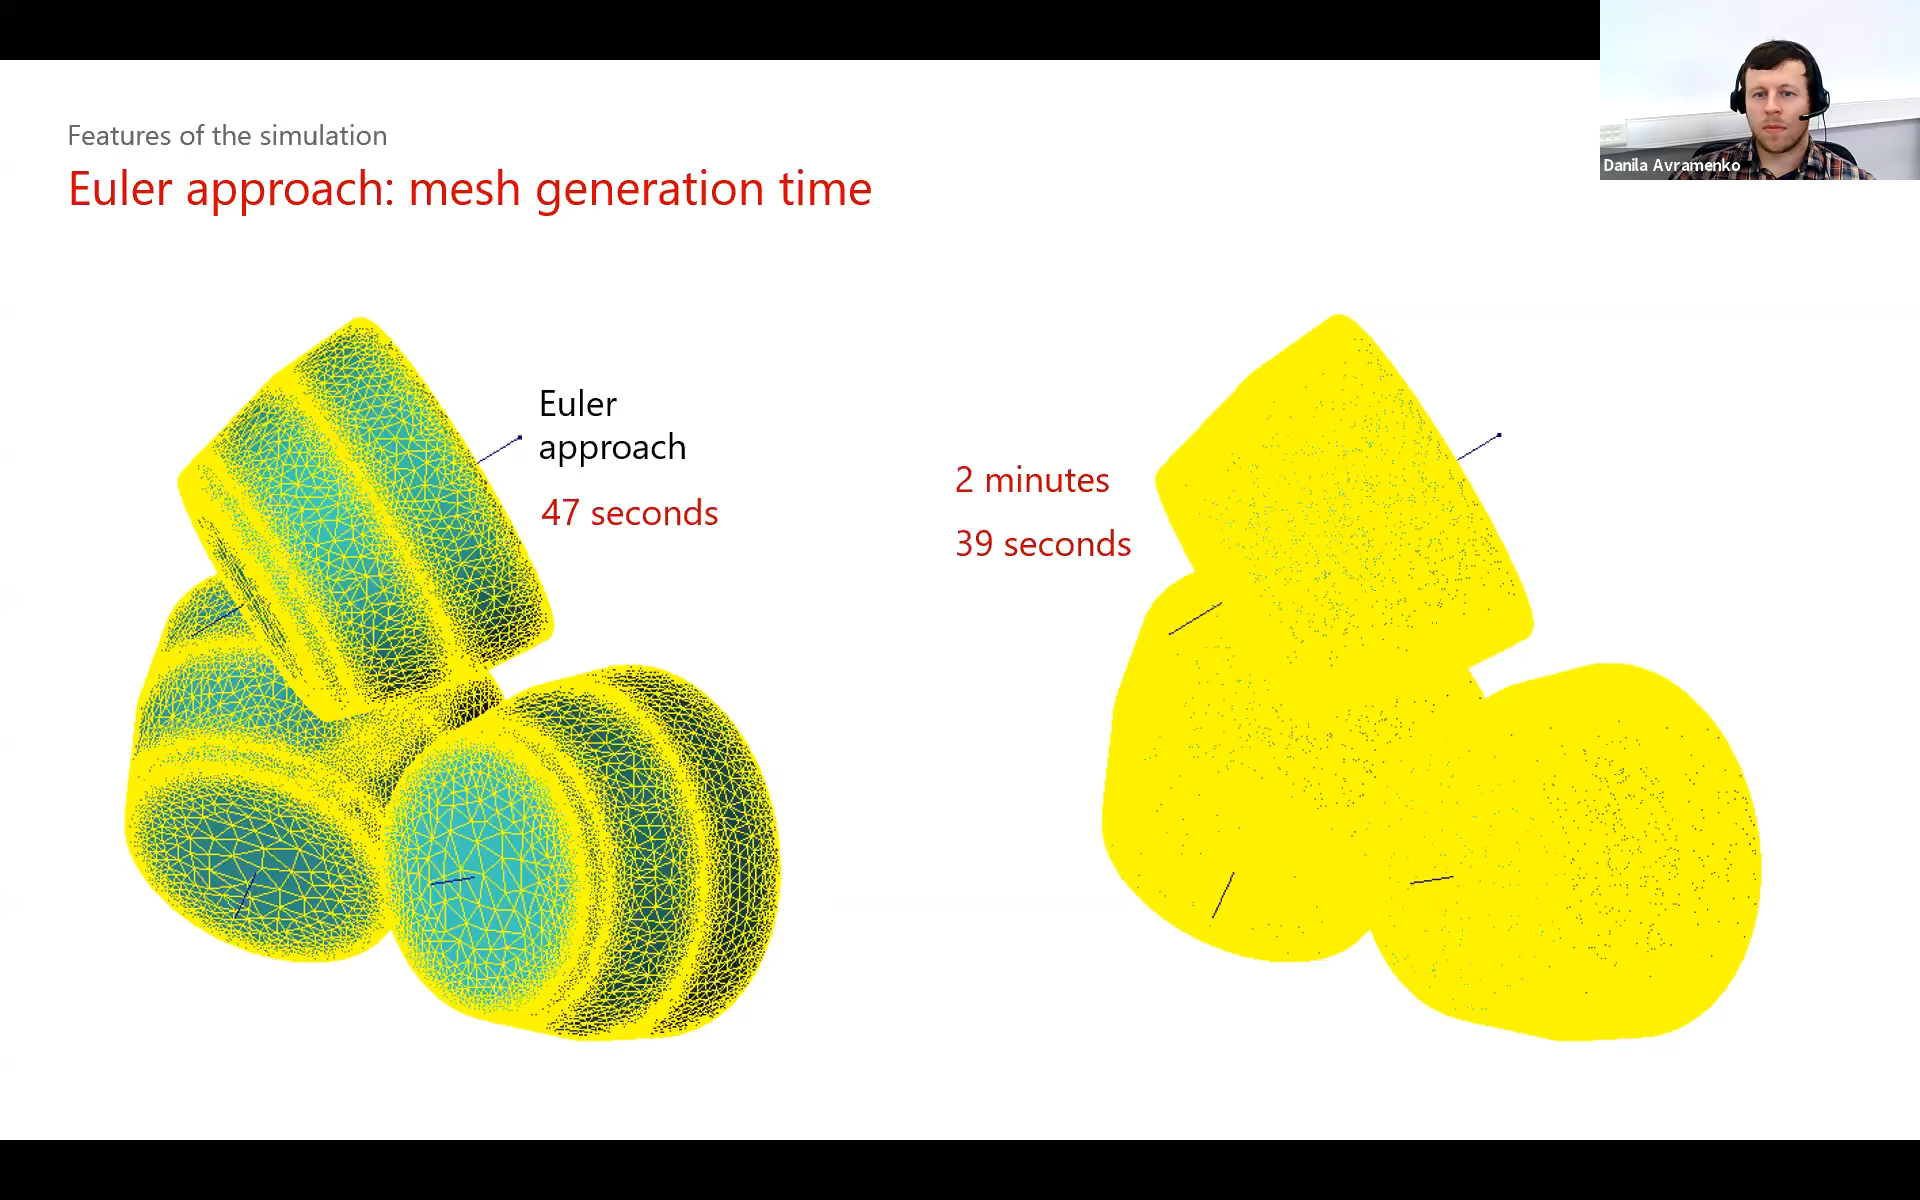 Features of the simulation
Euler approach: mesh generation time
Danila Avramenko
Euler
approach
47 seconds
2 minutes
39 seconds